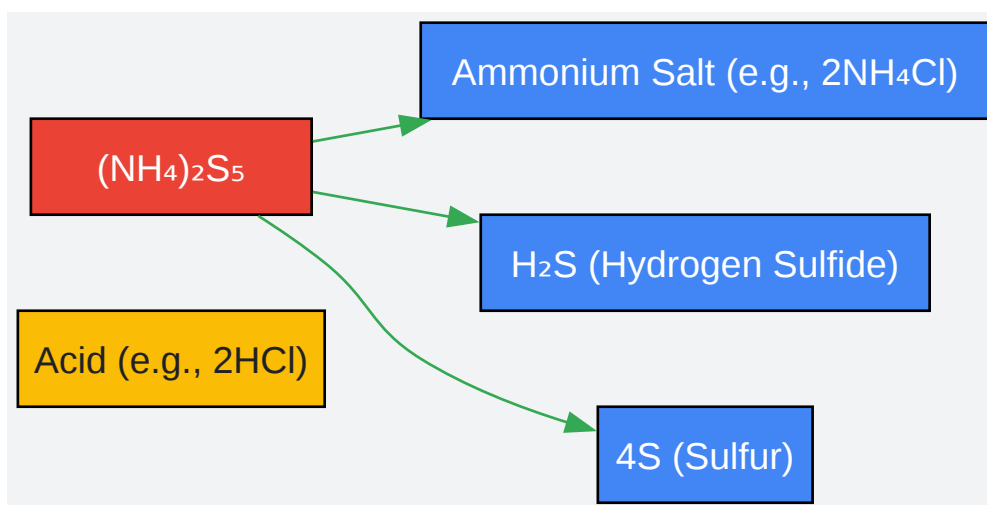 Ammonium Salt (e.g., 2NH₄Cl)
(NH₄)₂S₅
H₂S (Hydrogen Sulfide)
Acid (e.g., 2HCl)
4S (Sulfur)